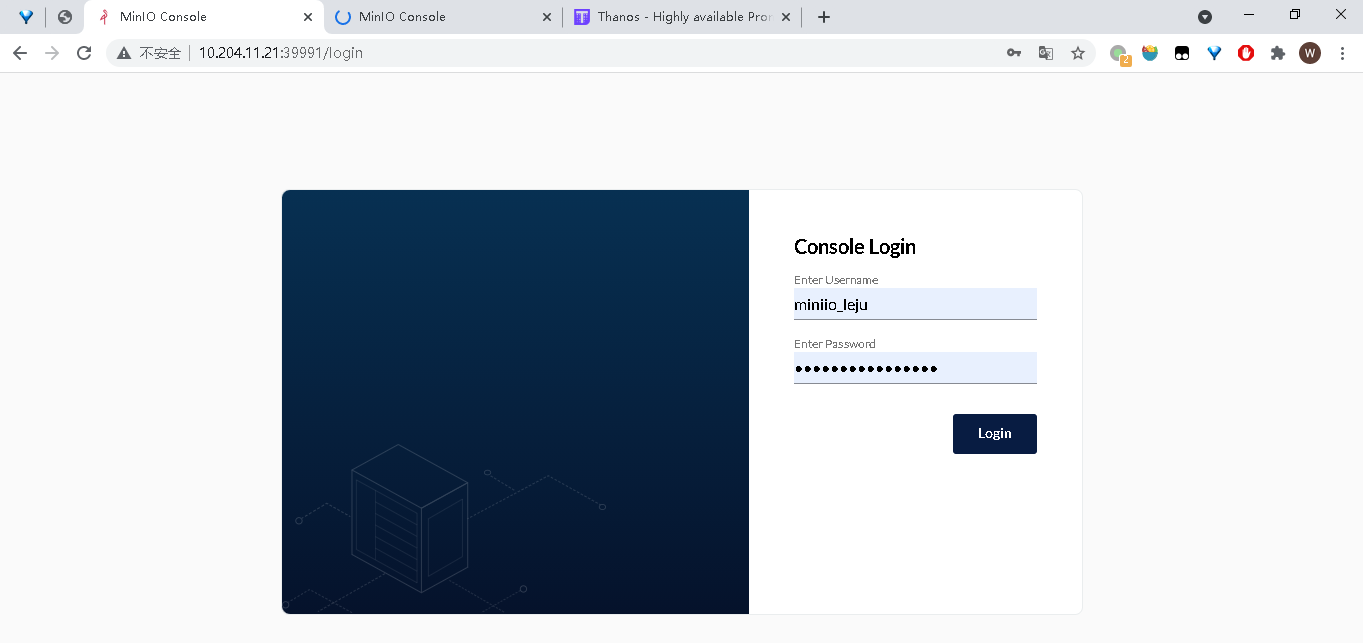 MinIO Console
MinIO Console
Thanos - Highly available Pror
不安全
10.204.11.21:39991/login
2
W
Console Login
Enter Username
miniio_leju
Enter Password
Login